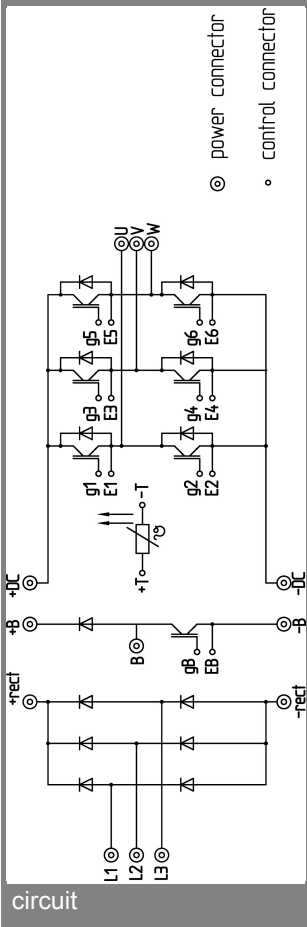 power connector
control connector
U
V
W
g5
E5
g6
E6
g3
E3
g4
E4
g1
E1
g2
E2
-T
+T
ϑ
+DC
-DC
+B
B
gB
EB
-B
+rect
-rect
L1
L2
L3
circuit